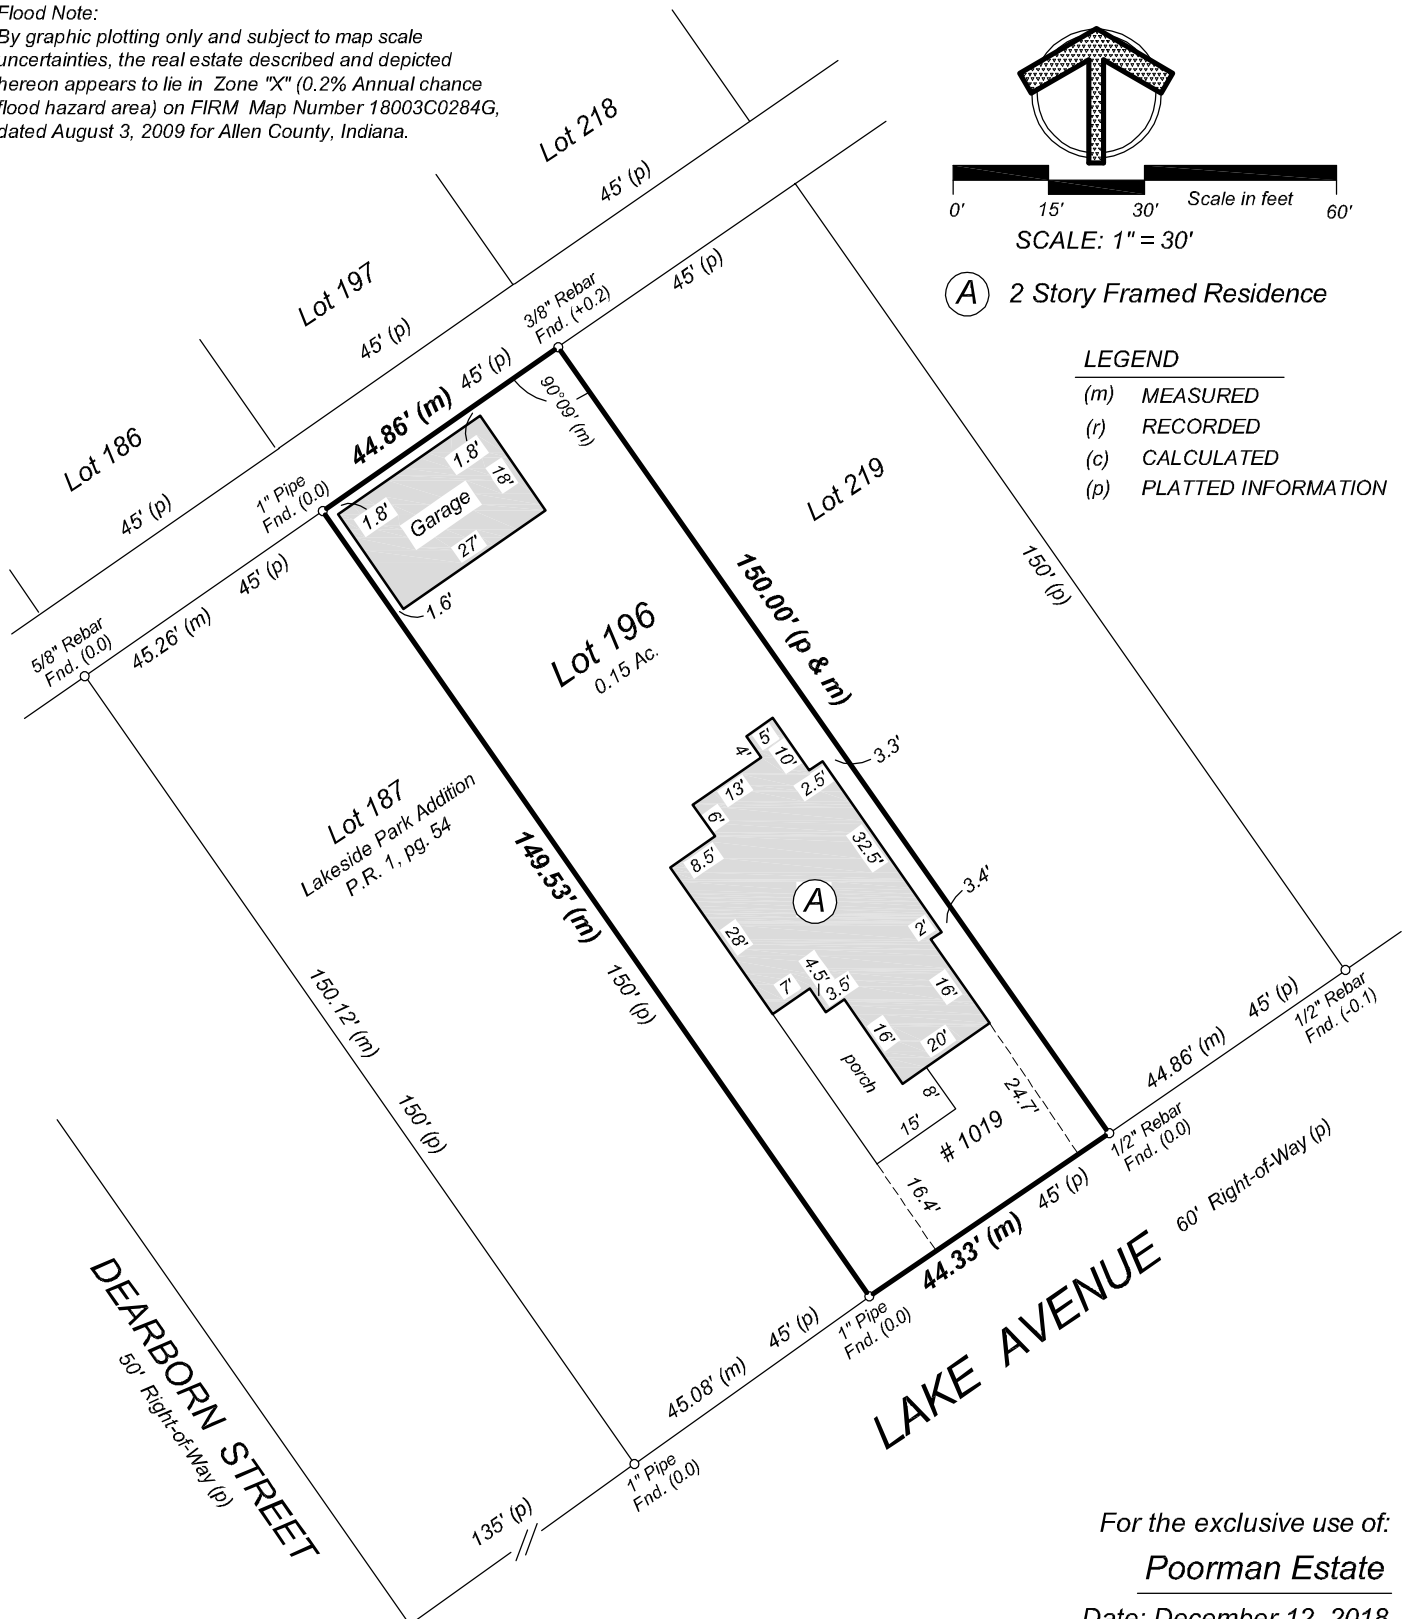 Flood Note:
By graphic plotting only and subject to map scale
uncertainties, the real estate described and depicted
hereon appears to lie in Zone "X" (0.2% Annual chance
flood hazard area) on FIRM Map Number 18003C0284G,
dated August 3, 2009 for Allen County, Indiana.
0'
15'
30'
Scale in feet
60'
SCALE: 1" = 30'
A
2 Story Framed Residence
LEGEND
(m) MEASURED
(r) RECORDED
(c) CALCULATED
(p) PLATTED INFORMATION
Lot 218
45' (p)
Lot 197
45' (p)
Lot 186
45' (p)
3/8" Rebar
Fnd. (+0.2)
45' (p)
1" Pipe
Fnd. (0.0)
44.86' (m)
45' (p)
90°09' (m)
5/8" Rebar
Fnd. (0.0)
45.26' (m)
45' (p)
1.8'
1.8'
18'
Garage
27'
1.6'
Lot 219
150' (p)
150.00' (p & m)
Lot 196
0.15 Ac.
Lot 187
Lakeside Park Addition
P.R. 1, pg. 54
149.53' (m)
150' (p)
150.12' (m)
150' (p)
5'
4'
10'
2.5'
3.3'
13'
6'
8.5'
32.5'
3.4'
A
28'
2'
7'
4.5'
3.5'
16'
16'
20'
porch
8'
15'
24.7'
16.4'
# 1019
44.33' (m)
45' (p)
1/2" Rebar
Fnd. (0.0)
44.86' (m)
45' (p)
1/2" Rebar
Fnd. (-0.1)
1" Pipe
Fnd. (0.0)
45.08' (m)
45' (p)
1" Pipe
Fnd. (0.0)
135' (p)
LAKE AVENUE
60' Right-of-Way (p)
DEARBORN STREET
50' Right-of-Way (p)
For the exclusive use of:
Poorman Estate
Date: December 12, 2018